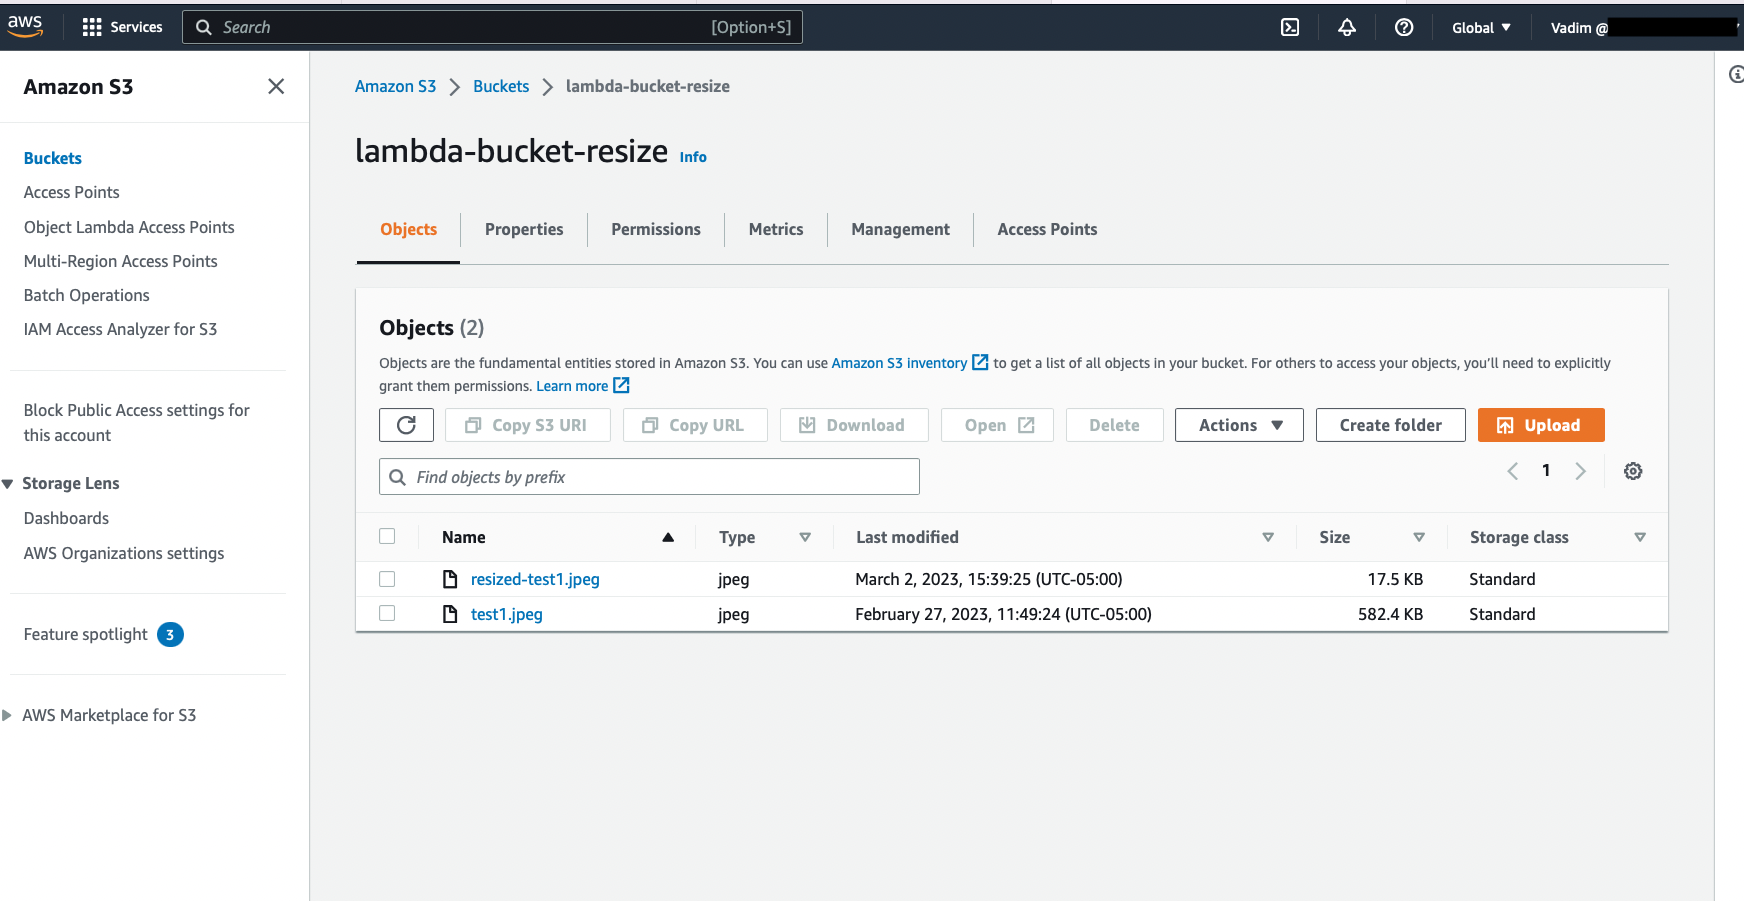 aws
Services
Search
[Option+S]
Global
Vadim @
Amazon S3
Buckets
Access Points
Object Lambda Access Points
Multi-Region Access Points
Batch Operations
IAM Access Analyzer for S3
Block Public Access settings for
this account
Storage Lens
Dashboards
AWS Organizations settings
Feature spotlight 3
AWS Marketplace for S3
Amazon S3 > Buckets > lambda-bucket-resize
lambda-bucket-resize Info
Objects
Properties
Permissions
Metrics
Management
Access Points
Objects (2)
Objects are the fundamental entities stored in Amazon S3. You can use Amazon S3 inventory to get a list of all objects in your bucket. For others to access your objects, you’ll need to explicitly
grant them permissions. Learn more
Copy S3 URI
Copy URL
Download
Open
Delete
Actions
Create folder
Upload
Find objects by prefix
1
Name Type Last modified Size Storage class
resized-test1.jpeg jpeg March 2, 2023, 15:39:25 (UTC-05:00) 17.5 KB Standard
test1.jpeg jpeg February 27, 2023, 11:49:24 (UTC-05:00) 582.4 KB Standard